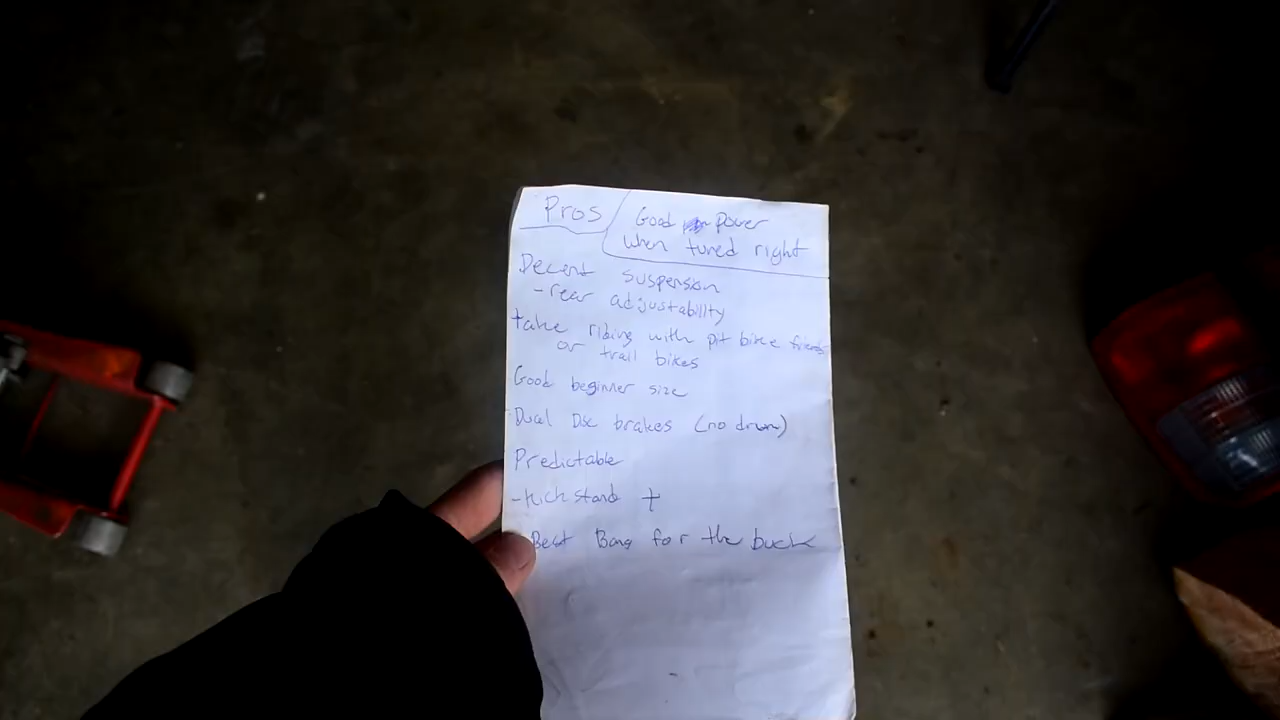 Pros
Good power
when tuned right
Decent suspension
- rear adjustability
take riding with pit bike friends
or trail bikes
Good beginner size
Dual Disc brakes (no drum)
Predictable
- Kick stand +
Best Bang for the buck